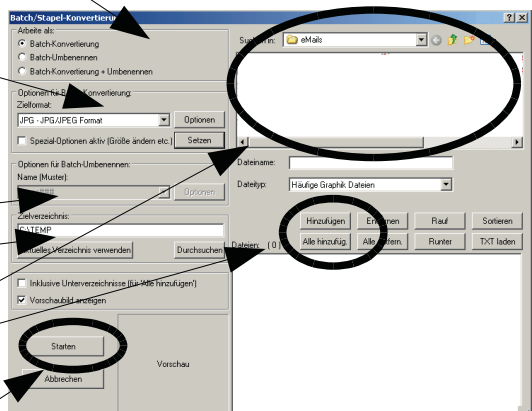 Batch/Stapel-Konvertierung
Arbeite als:
Batch-Konvertierung
Batch-Umbenennen
Batch-Konvertierung + Umbenennen
Optionen für Batch-Konvertierung:
Zielformat:
JPG - JPG/JPEG Format
Optionen
Spezial-Optionen aktiv (Größe ändern etc.)
Setzen
Optionen für Batch-Umbenennen:
Name (Muster):
Optionen
Zielverzeichnis:
C:\TEMP
Aktuelles Verzeichnis verwenden
Durchsuchen
Inklusive Unterverzeichnisse (für 'Alle hinzufügen')
Vorschaubild anzeigen
Starten
Abbrechen
Vorschau
Suchen in:
eMails
Dateiname:
Dateityp:
Häufige Graphik Dateien
Hinzufügen
Entfernen
Rauf
Sortieren
Dateien: ( 0 )
Alle hinzufüg.
Alle entfern.
Runter
TXT laden